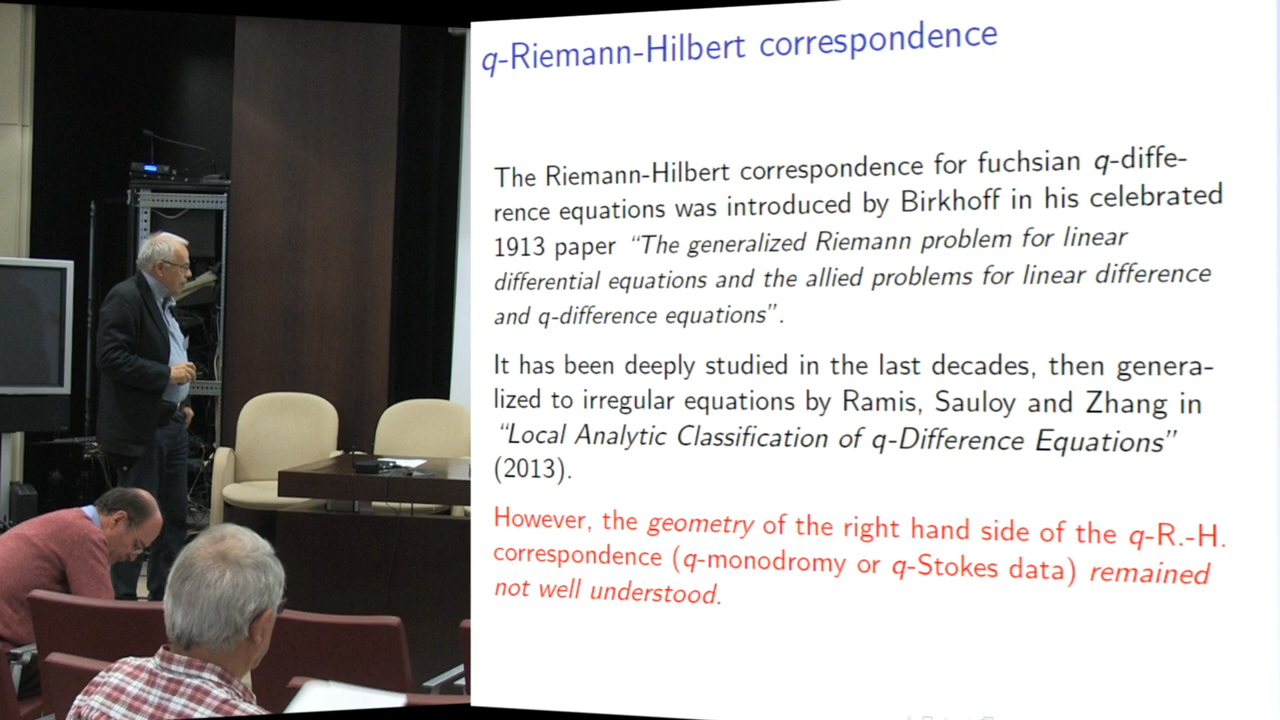 q-Riemann-Hilbert correspondence
The Riemann-Hilbert correspondence for fuchsian q-diffe-
rence equations was introduced by Birkhoff in his celebrated
1913 paper “The generalized Riemann problem for linear
differential equations and the allied problems for linear difference
and q-difference equations”.
It has been deeply studied in the last decades, then genera-
lized to irregular equations by Ramis, Sauloy and Zhang in
“Local Analytic Classification of q-Difference Equations”
(2013).
However, the geometry of the right hand side of the q-R.-H.
correspondence (q-monodromy or q-Stokes data) remained
not well understood.